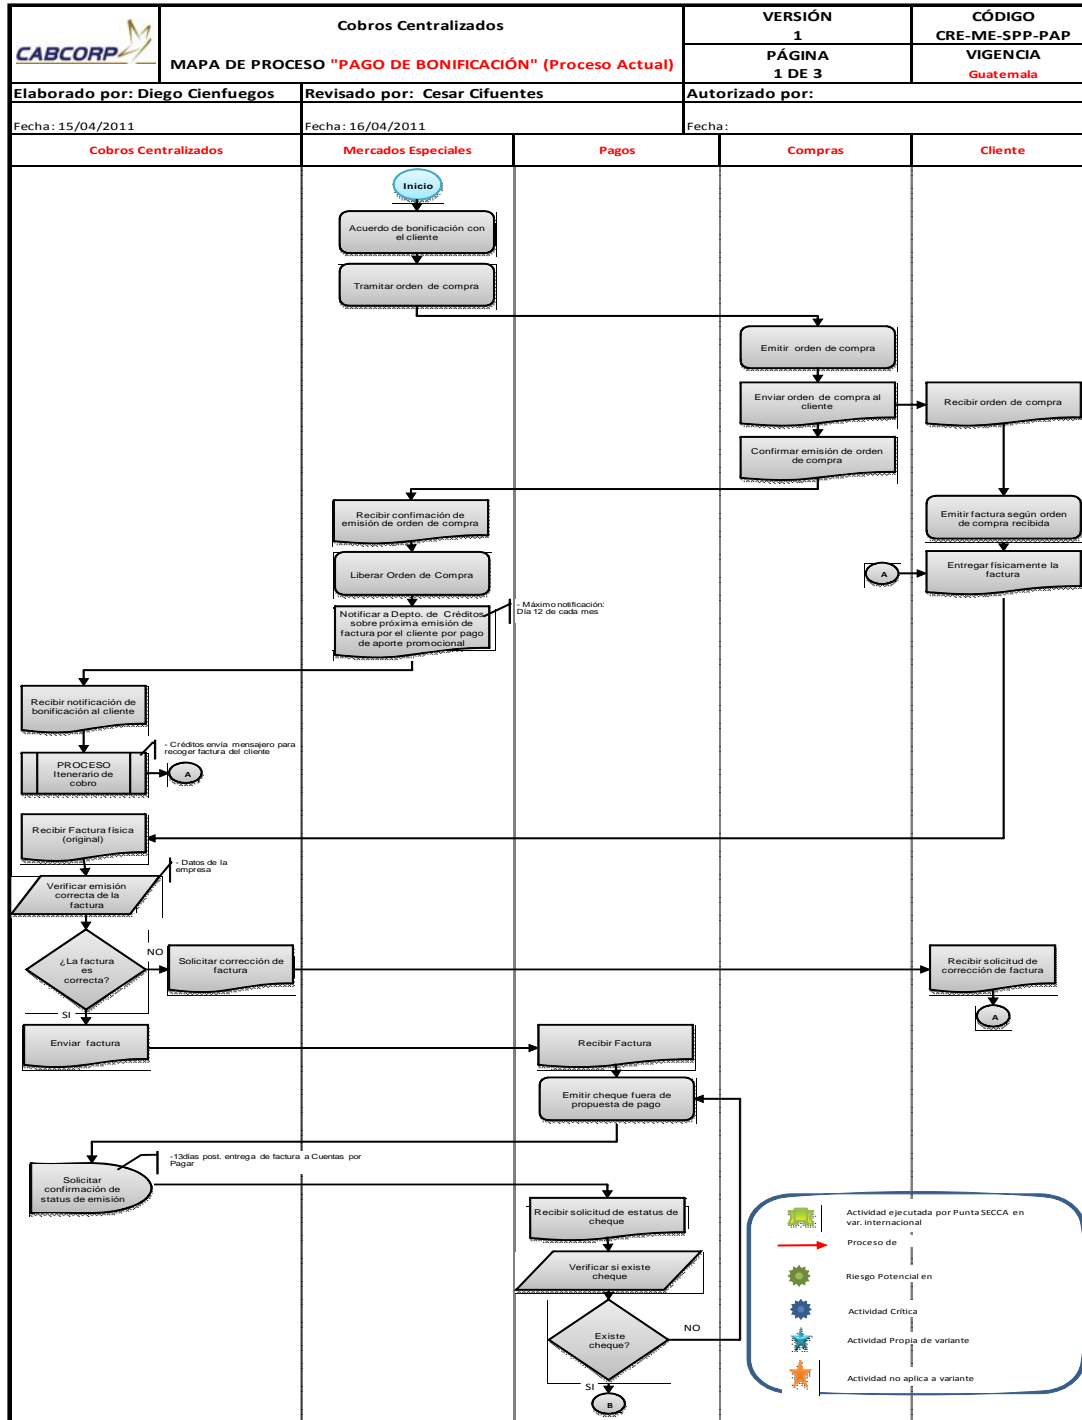 CABCORP
Cobros Centralizados
MAPA DE PROCESO "PAGO DE BONIFICACIÓN" (Proceso Actual)
VERSIÓN
1
CÓDIGO
CRE-ME-SPP-PAP
PÁGINA
1 DE 3
VIGENCIA
Guatemala
Elaborado por: Diego Cienfuegos
Revisado por: Cesar Cifuentes
Autorizado por:
Fecha: 15/04/2011
Fecha: 16/04/2011
Fecha:
Cobros Centralizados
Mercados Especiales
Pagos
Compras
Cliente
Inicio
Acuerdo de bonificación con
el cliente
Tramitar orden de compra
Emitir orden de compra
Enviar orden de compra al
cliente
Recibir orden de compra
Confirmar emisión de orden
de compra
Recibir confimación de
emisión de orden de compra
Emitir factura según orden
de compra recibida
Liberar Orden de Compra
A
Entregar físicamente la
factura
Notificar a Depto. de Créditos
sobre próxima emisión de
factura por el cliente por pago
de aporte promocional
- Máximo notificación:
Día 12 de cada mes
Recibir notificación de
bonificación al cliente
- Créditos envía mensajero para
recoger factura del cliente
PROCESO
Itenerario de
cobro
A
Recibir Factura física
(original)
- Datos de la
empresa
Verificar emisión
correcta de la
factura
¿La factura
es
correcta?
NO
Solicitar corrección de
factura
Recibir solicitud de
corrección de factura
A
SI
Enviar factura
Recibir Factura
Emitir cheque fuera de
propuesta de pago
-13días post. entrega de factura a Cuentas por
Pagar
Solicitar
confirmación de
status de emisión
Recibir solicitud de estatus de
cheque
Verificar si existe
cheque
Existe
cheque?
NO
SI
B
Actividad ejecutada por Punta SECCA en
var. internacional
Proceso de
Riesgo Potencial en
Actividad Crítica
Actividad Propia de variante
Actividad no aplica a variante